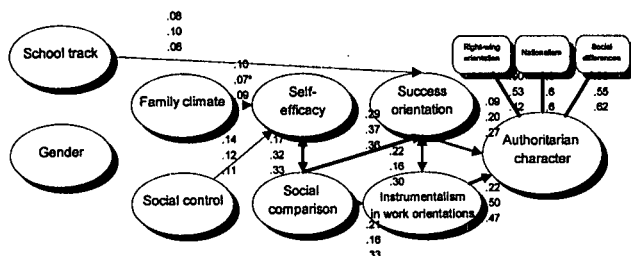 .08
.10
.08
School track
Right-wing
orientation
Nationalism
Social
differences
.53
.6
.6
.55
.62
.10
.07*
.09
Family climate
Self-
efficacy
Success
orientation
.29
.37
.36
.09
.20
.27
Authoritarian
character
Gender
.14
.12
.11
.17
.32
.33
.22
.16
.30
Social control
Social
comparison
Instrumentalism
in work orientations
.22
.50
.47
.21
.16
.33